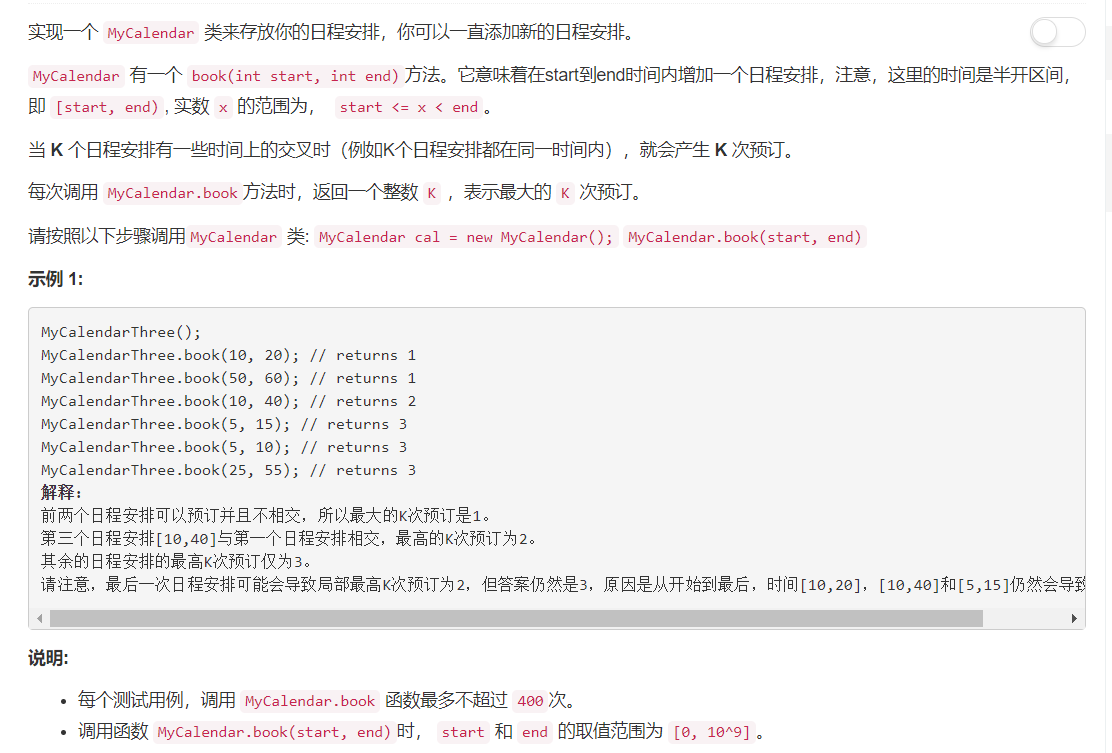 实现一个 MyCalendar 类来存放你的日程安排，你可以一直添加新的日程安排。
MyCalendar 有一个 book(int start, int end)方法。它意味着在start到end时间内增加一个日程安排，注意，这里的时间是半开区间，
即 [start, end), 实数 x 的范围为， start <= x < end。
当 K 个日程安排有一些时间上的交叉时（例如K个日程安排都在同一时间内），就会产生 K 次预订。
每次调用 MyCalendar.book方法时，返回一个整数 K ，表示最大的 K 次预订。
请按照以下步骤调用MyCalendar 类: MyCalendar cal = new MyCalendar(); MyCalendar.book(start, end)
示例 1:
MyCalendarThree();
MyCalendarThree.book(10, 20); // returns 1
MyCalendarThree.book(50, 60); // returns 1
MyCalendarThree.book(10, 40); // returns 2
MyCalendarThree.book(5, 15); // returns 3
MyCalendarThree.book(5, 10); // returns 3
MyCalendarThree.book(25, 55); // returns 3
解释:
前两个日程安排可以预订并且不相交，所以最大的K次预订是1。
第三个日程安排[10,40]与第一个日程安排相交，最高的K次预订为2。
其余的日程安排的最高K次预订仅为3。
请注意，最后一次日程安排可能会导致局部最高K次预订为2，但答案仍然是3，原因是从开始到最后，时间[10,20]，[10,40]和[5,15]仍然会导致
说明:
• 每个测试用例，调用 MyCalendar.book 函数最多不超过 400次。
• 调用函数 MyCalendar.book(start, end)时， start 和 end 的取值范围为 [0, 10^9]。